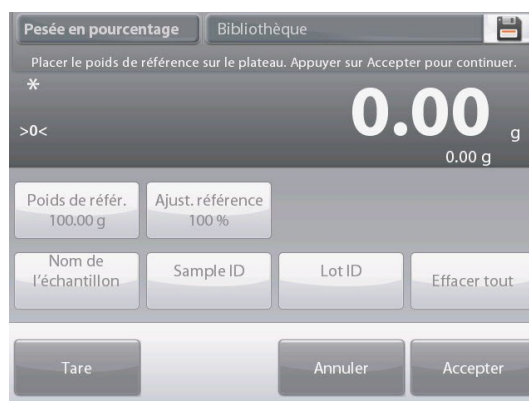 Pesée en pourcentage
Bibliothèque
Placer le poids de référence sur le plateau. Appuyer sur Accepter pour continuer.
*
>0<
0.00 g
0.00 g
Poids de référ.
100.00 g
Ajust. référence
100 %
Nom de
l'échantillon
Sample ID
Lot ID
Effacer tout
Tare
Annuler
Accepter